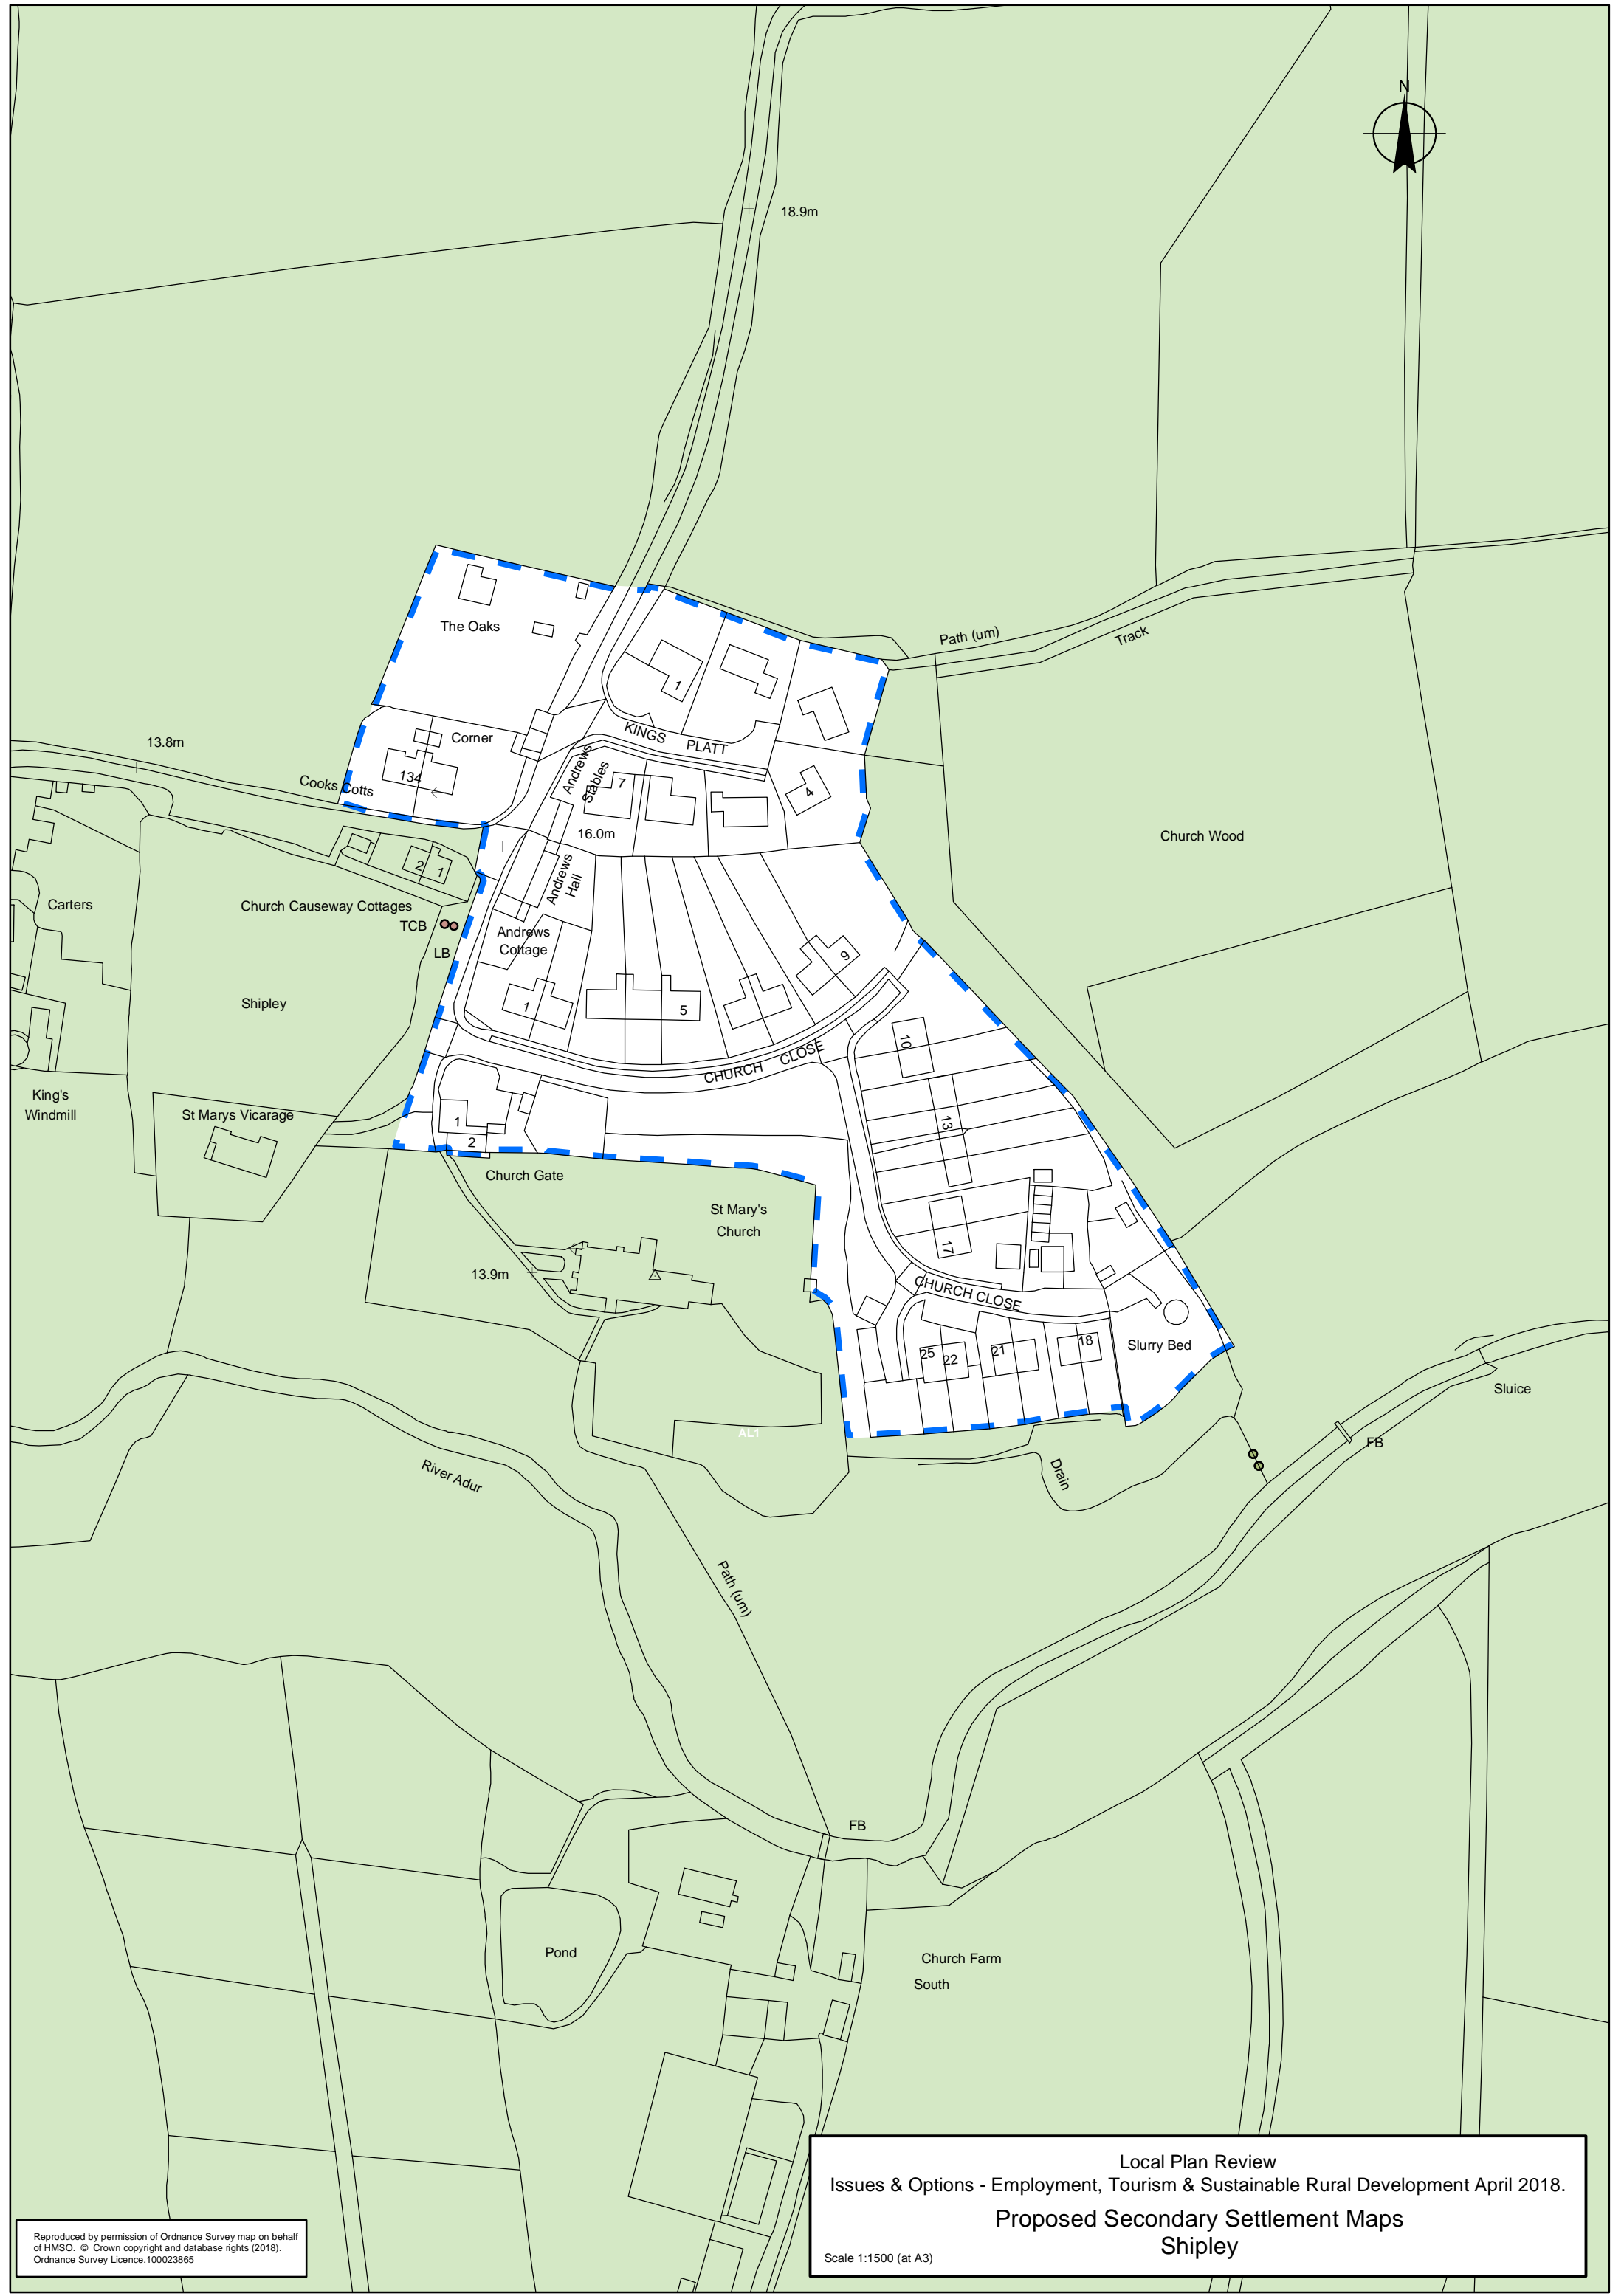 N
18.9m
The Oaks
1
Path (um)
Track
KINGS PLATT
Corner
13.8m
134
Cooks Cotts
Andrews
Stables
7
4
16.0m
Church Wood
2
1
Andrews
Hall
Carters
Church Causeway Cottages
TCB
LB
Andrews
Cottage
9
Shipley
1
5
10
CHURCH CLOSE
King's
Windmill
St Marys Vicarage
1
2
13
Church Gate
St Mary's
Church
17
13.9m
CHURCH CLOSE
25
22
21
18
Slurry Bed
Sluice
AL1
FB
River Adur
Drain
Path (um)
FB
Pond
Church Farm
South
Local Plan Review
Issues & Options - Employment, Tourism & Sustainable Rural Development April 2018.
Proposed Secondary Settlement Maps
Shipley
Scale 1:1500 (at A3)
Reproduced by permission of Ordnance Survey map on behalf
of HMSO. © Crown copyright and database rights (2018).
Ordnance Survey Licence.100023865